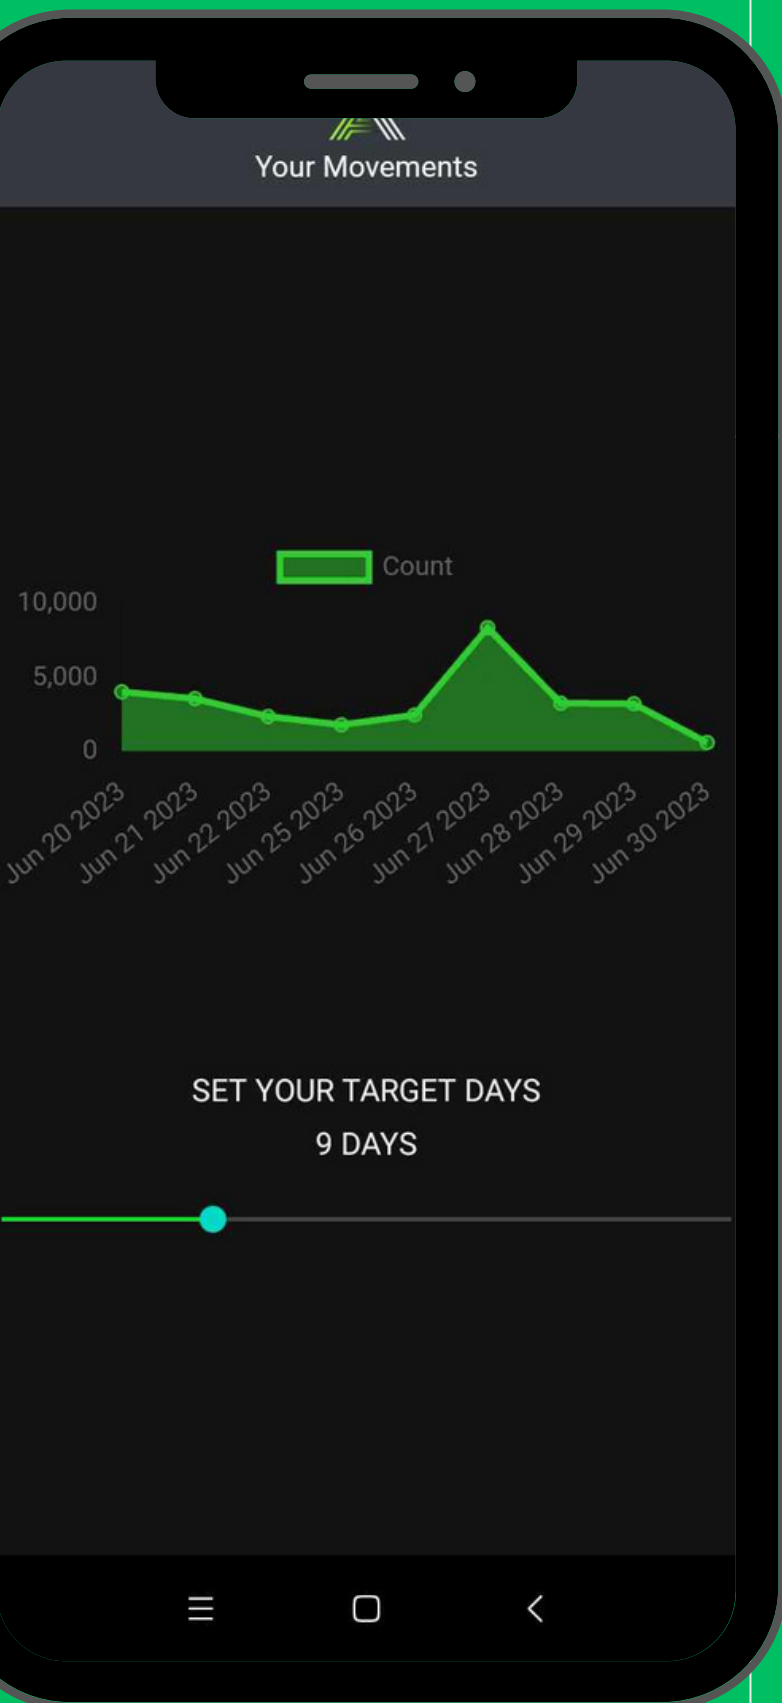 Your Movements
Count
10,000
5,000
0
Jun 20 2023
Jun 21 2023
Jun 22 2023
Jun 25 2023
Jun 26 2023
Jun 27 2023
Jun 28 2023
Jun 29 2023
Jun 30 2023
SET YOUR TARGET DAYS
9 DAYS